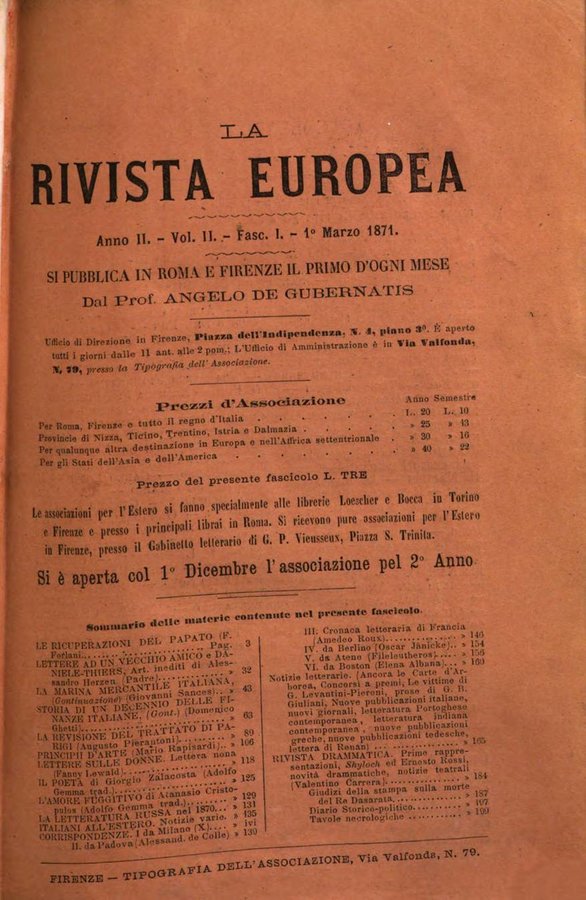 LA
RIVISTA EUROPEA
Anno II. - Vol. II. - Fasc. I. - 1° Marzo 1871.
SI PUBBLICA IN ROMA E FIRENZE IL PRIMO D'OGNI MESE
Dal Prof. ANGELO DE GUBERNATIS
Ufficio di Direzione in Firenze, Piazza dell'Indipendenza, N. 4, piano 3°. È aperto
tutti i giorni dalle 11 ant. alle 2 pom.; L'Ufficio di Amministrazione è in Via Valfonda,
N. 79, presso la Tipografia dell'Associazione.
Prezzi d'Associazione Anno Semestre
Per Roma, Firenze e tutto il regno d'Italia . . . . . L. 20 L. 10
Provincie di Nizza, Ticino, Trentino, Istria e Dalmazia . . . . » 25 » 13
Per qualunque altra destinazione in Europa e nell'Affrica settentrionale . » 30 » 16
Per gli Stati dell'Asia e dell'America . . . . . » 40 » 22
Prezzo del presente fascicolo L. TRE
Le associazioni per l'Estero si fanno specialmente alle librerie Loescher e Bocca in Torino
e Firenze e presso i principali librai in Roma. Si ricevono pure associazioni per l'Estero
in Firenze, presso il Gabinetto letterario di G. P. Vieusseux, Piazza S. Trinita.
Si è aperta col 1° Dicembre l'associazione pel 2° Anno
Sommario delle materie contenute nel presente fascicolo.
LE RICUPERAZIONI DEL PAPATO (F.
Forlani).......... Pag. 3
LETTERE AD UN VECCHIO AMICO e DA-
NIELE-THIERS, Art. inediti di Ales-
sandro Herzen. (Padre).......... » 32
LA MARINA MERCANTILE ITALIANA,
(Continuazione) (Giovanni Sances).. » 43
STORIA DI UN DECENNIO DELLE FI-
NANZE ITALIANE, (Cont.) (Domenico
Ghetti).......... » 63
LA REVISIONE DEL TRATTATO DI PA-
RIGI (Augusto Pierantoni).......... » 89
PRINCIPII D'ARTE (Mario Rapisardi).. » 106
LETTERE SULLE DONNE. Lettera nona
(Fanny Lewald).......... » 118
IL POETA di Giorgio Zalacosta (Adolfo
Gemma trad.).......... » 125
L'AMORE FUGGITIVO di Atanasio Cristo-
pulos (Adolfo Gemma trad.).......... » 129
LA LETTERATURA RUSSA nel 1870.. » 131
ITALIANI ALL'ESTERO. Notizie varie. » 135
CORRISPONDENZE. I da Milano (X.).... » ivi
II. da Padova (Alessand. de Colle) » 139
III. Cronaca letteraria di Francia
(Amedeo Roux).......... » 146
IV. da Berlino (Oscar Jänicke).. » 154
V. da Atene (Fileleutheros).... » 156
VI. da Boston (Elena Albana).. » 160
Notizie letterarie. (Ancora le Carte d'Ar-
borea, Concorsi a premi, Le vittime di
G. Levantini-Pieroni, prose di G. B.
Giuliani, Nuove pubblicazioni italiane,
nuovi giornali, letteratura Portoghese
contemporanea, letteratura indiana
contemporanea, nuove pubblicazioni
greche, nuove pubblicazioni tedesche,
lettera di Renan).......... » 165
RIVISTA DRAMMATICA. Prime rappre-
sentazioni, Shyloch ed Ernesto Rossi,
novità drammatiche, notizie teatrali
(Valentino Carrera).......... » 184
Giudizi della stampa sulla morte
del Re Dasarata.......... » 187
Diario Storico-politico.......... » 197
Tavole necrologiche.......... » 199
FIRENZE — TIPOGRAFIA DELL'ASSOCIAZIONE, Via Valfonda, N. 79.